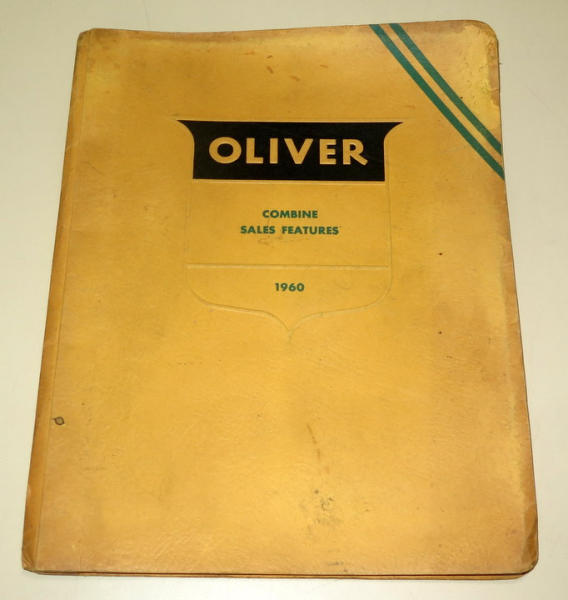 OLIVER
COMBINE
SALES FEATURES
1960